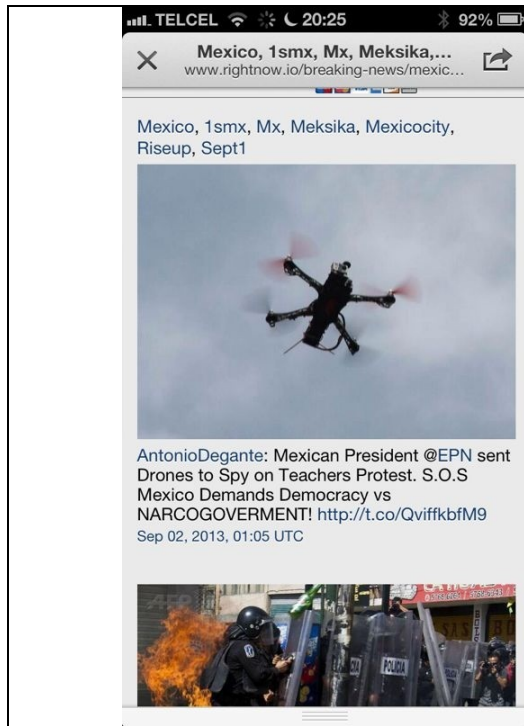 TELCEL 20:25 92%
Mexico, 1smx, Mx, Meksika,...
www.rightnow.io/breaking-news/mexic...
Mexico, 1smx, Mx, Meksika, Mexicocity,
Riseup, Sept1
AntonioDegante: Mexican President @EPN sent
Drones to Spy on Teachers Protest. S.O.S
Mexico Demands Democracy vs
NARCOGOVERMENT! http://t.co/QviffkbfM9
Sep 02, 2013, 01:05 UTC
AFP
POLICIA POLICIA